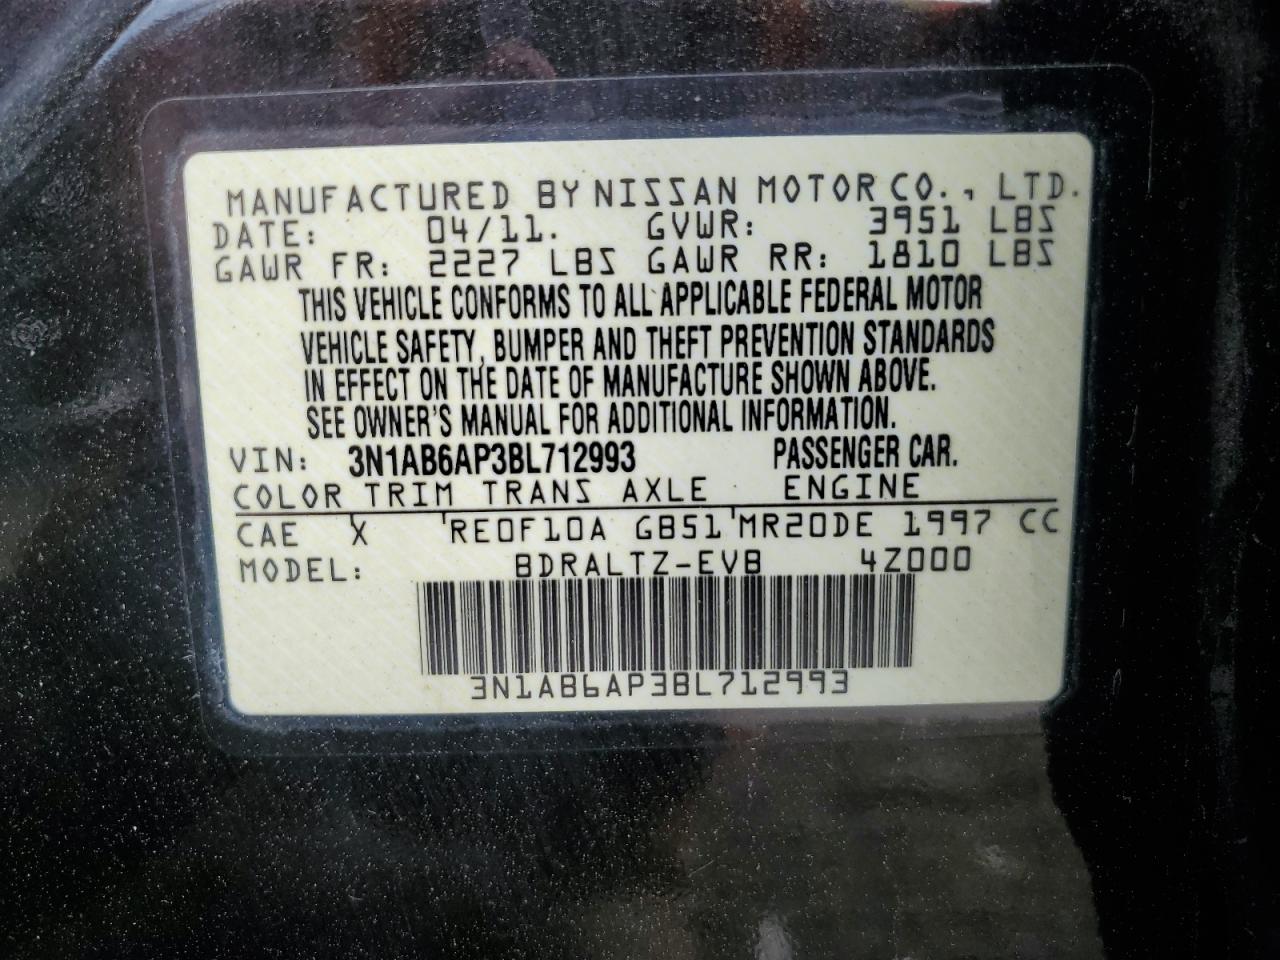 MANUFACTURED BY NISSAN MOTOR CO., LTD.
DATE: 04/11. GVWR: 3951 LBS
GAWR FR: 2227 LBS GAWR RR: 1810 LBS
THIS VEHICLE CONFORMS TO ALL APPLICABLE FEDERAL MOTOR
VEHICLE SAFETY, BUMPER AND THEFT PREVENTION STANDARDS
IN EFFECT ON THE DATE OF MANUFACTURE SHOWN ABOVE.
SEE OWNER'S MANUAL FOR ADDITIONAL INFORMATION.
VIN: 3N1AB6AP3BL712993 PASSENGER CAR.
COLOR TRIM TRANS AXLE ENGINE
CAE X RE0F10A GB51 MR20DE 1997 CC
MODEL: BDRALTZ-EVB 4Z000
3N1AB6AP3BL712993